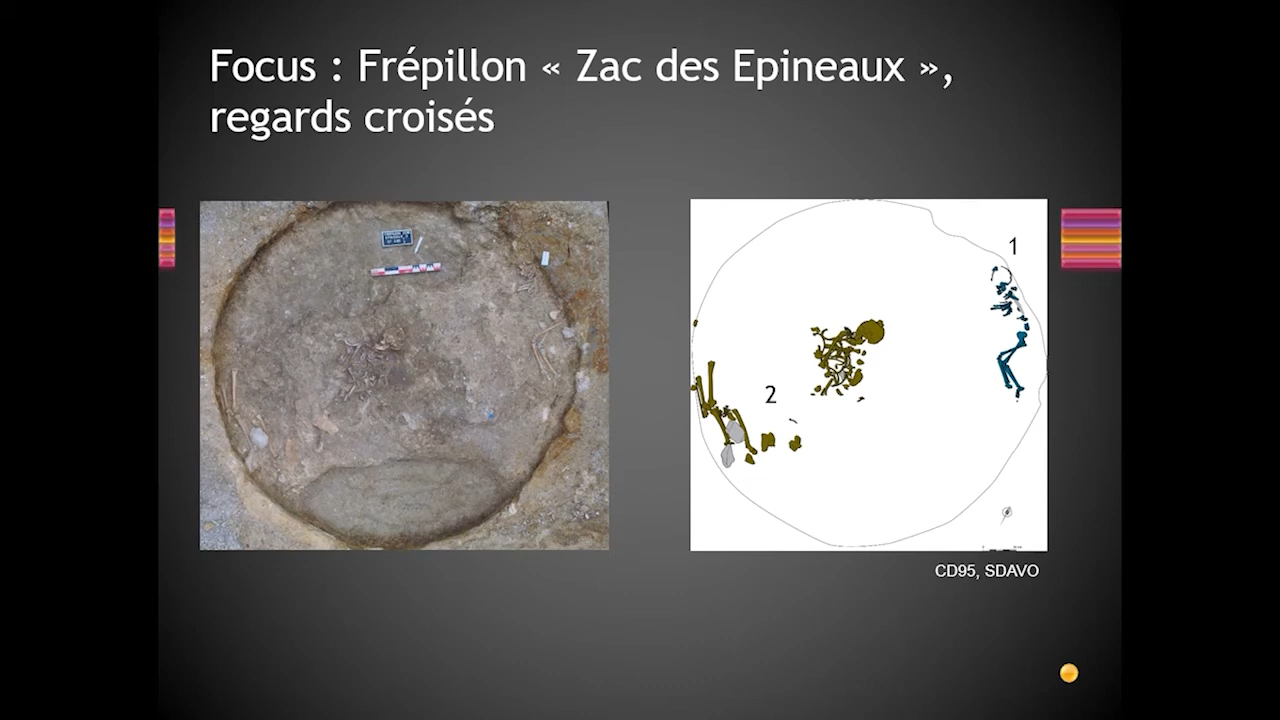 Focus : Frépillon « Zac des Epineaux »,
regards croisés
1
2
CD95, SDAVO